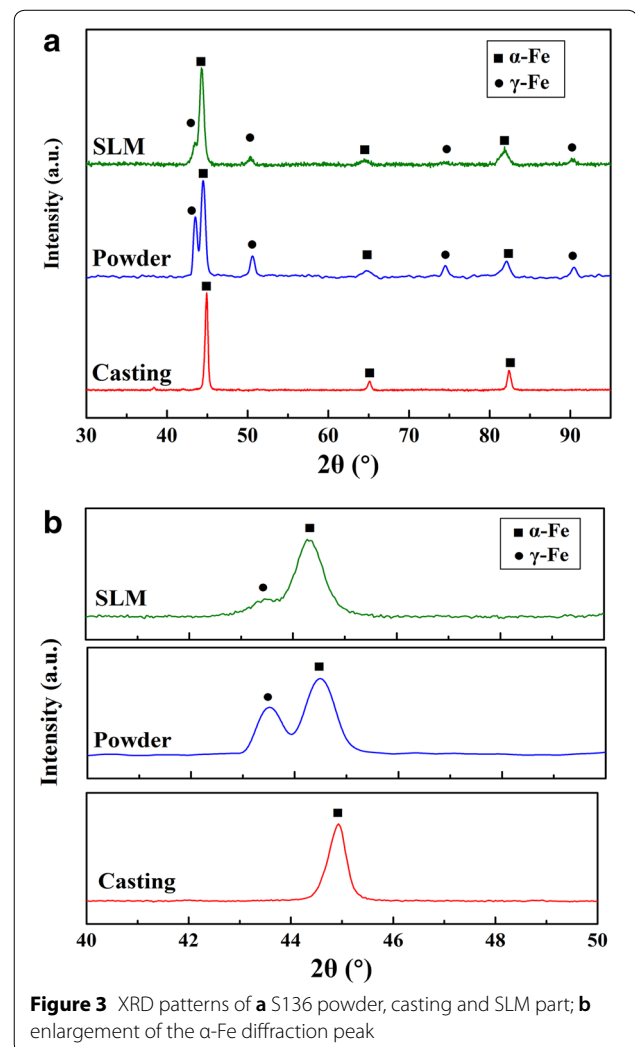 a
■ α-Fe
● γ-Fe
SLM
Powder
Casting
Intensity (a.u.)
30 40 50 60 70 80 90
2θ (°)
b
■ α-Fe
● γ-Fe
SLM
Powder
Casting
Intensity (a.u.)
40 42 44 46 48 50
2θ (°)
Figure 3 XRD patterns of a S136 powder, casting and SLM part; b
enlargement of the α-Fe diffraction peak